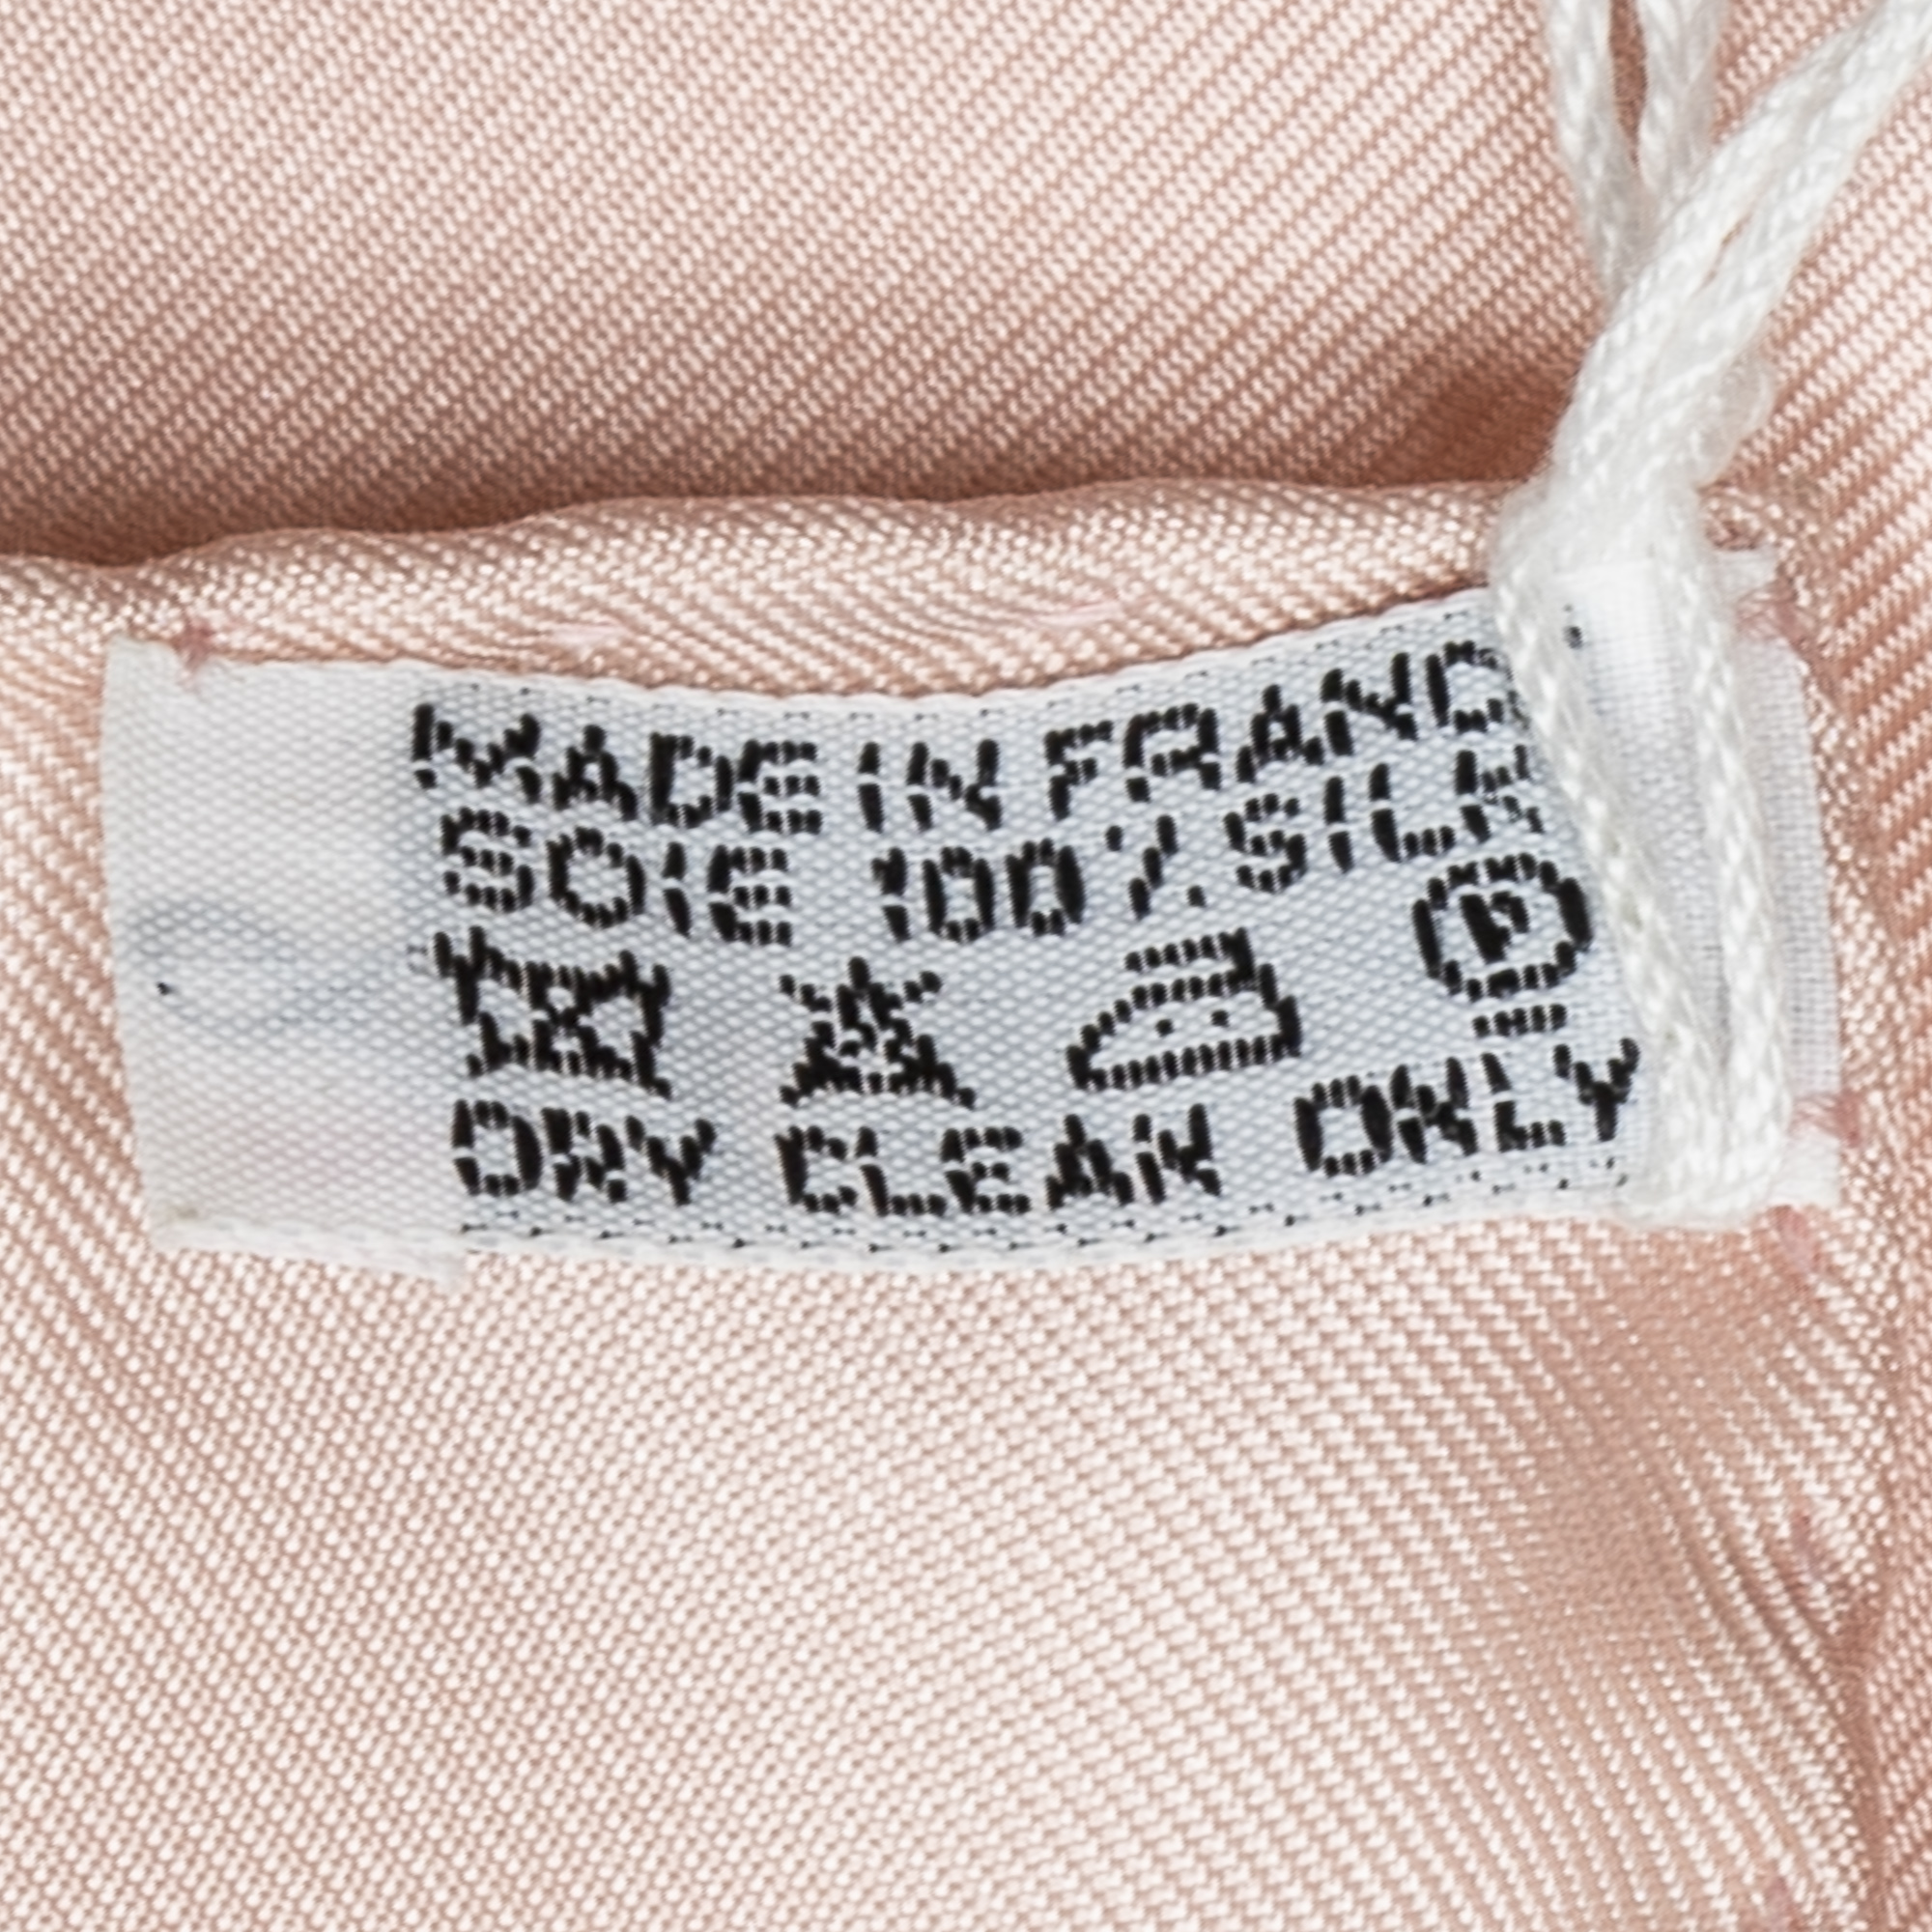 MADE IN FRANC
SOIE 100% SILK
P
DRY CLEAN ONLY